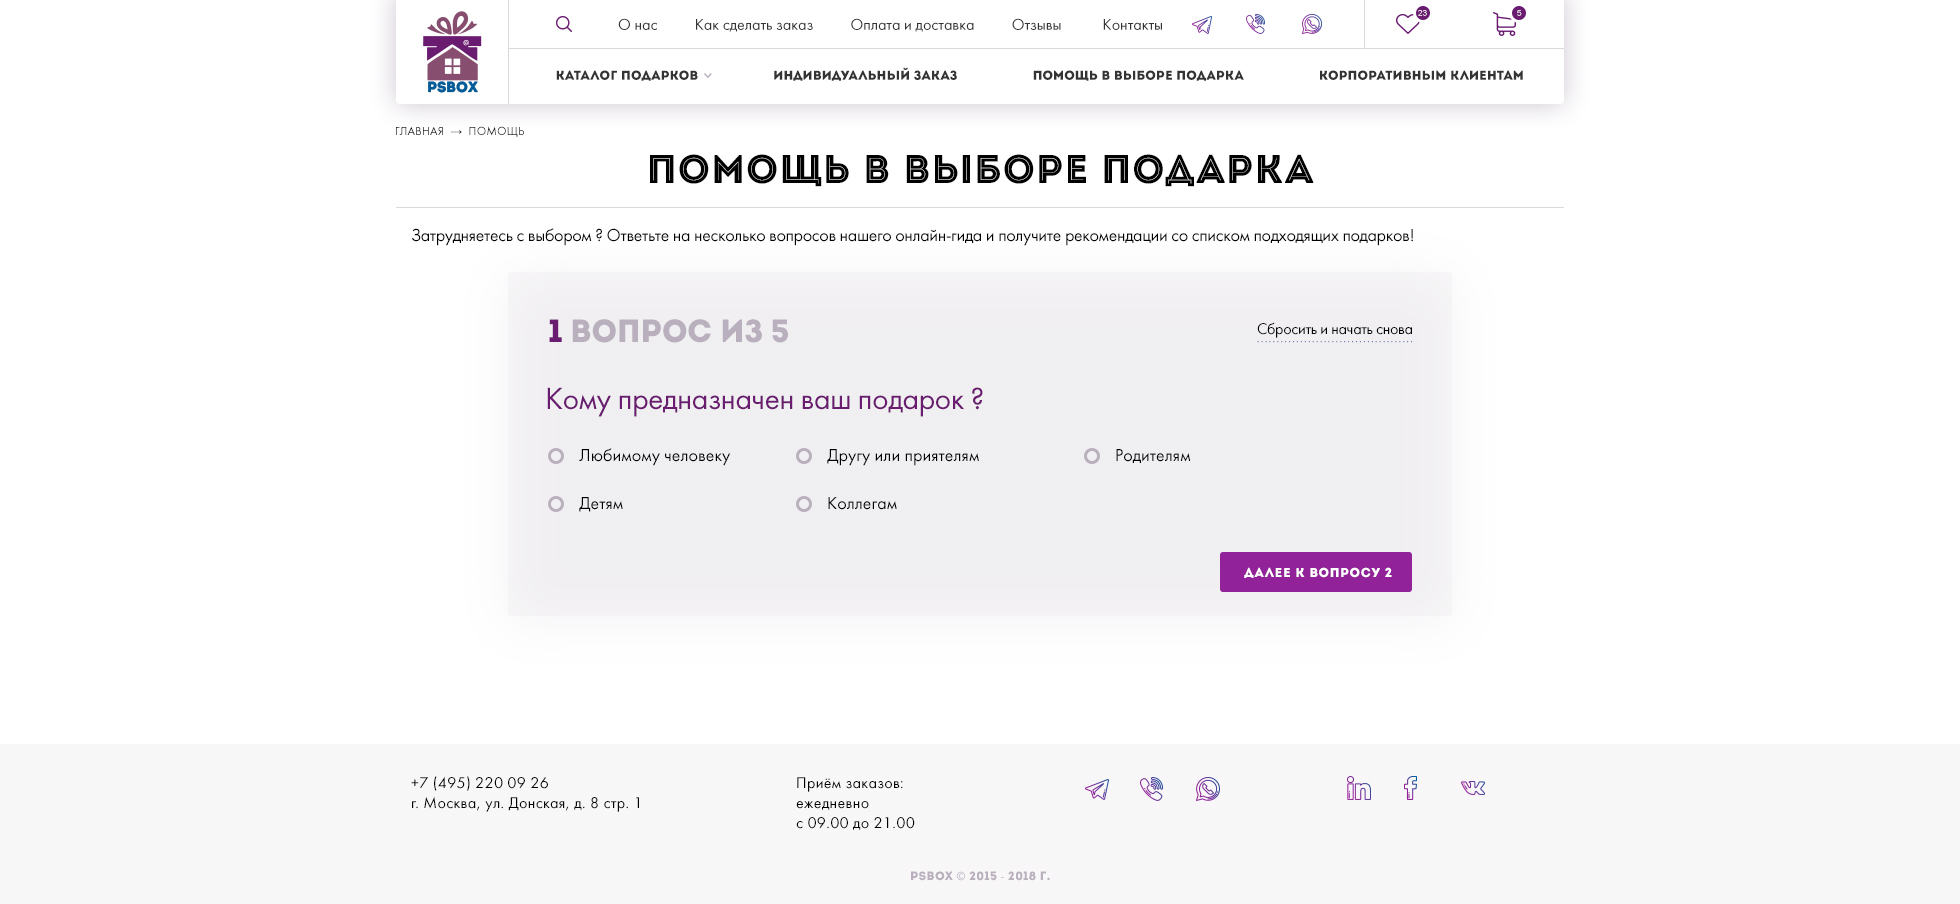 PSBOX
О нас Как сделать заказ Оплата и доставка Отзывы Контакты 23 5
КАТАЛОГ ПОДАРКОВ ИНДИВИДУАЛЬНЫЙ ЗАКАЗ ПОМОЩЬ В ВЫБОРЕ ПОДАРКА КОРПОРАТИВНЫМ КЛИЕНТАМ
ГЛАВНАЯ → ПОМОЩЬ
ПОМОЩЬ В ВЫБОРЕ ПОДАРКА
Затрудняетесь с выбором ? Ответьте на несколько вопросов нашего онлайн-гида и получите рекомендации со списком подходящих подарков!
1 ВОПРОС ИЗ 5
Сбросить и начать снова
Кому предназначен ваш подарок ?
Любимому человеку Другу или приятелям Родителям
Детям Коллегам
ДАЛЕЕ К ВОПРОСУ 2
+7 (495) 220 09 26
г. Москва, ул. Донская, д. 8 стр. 1
Приём заказов:
ежедневно
с 09.00 до 21.00
PSBOX © 2015 - 2018 Г.